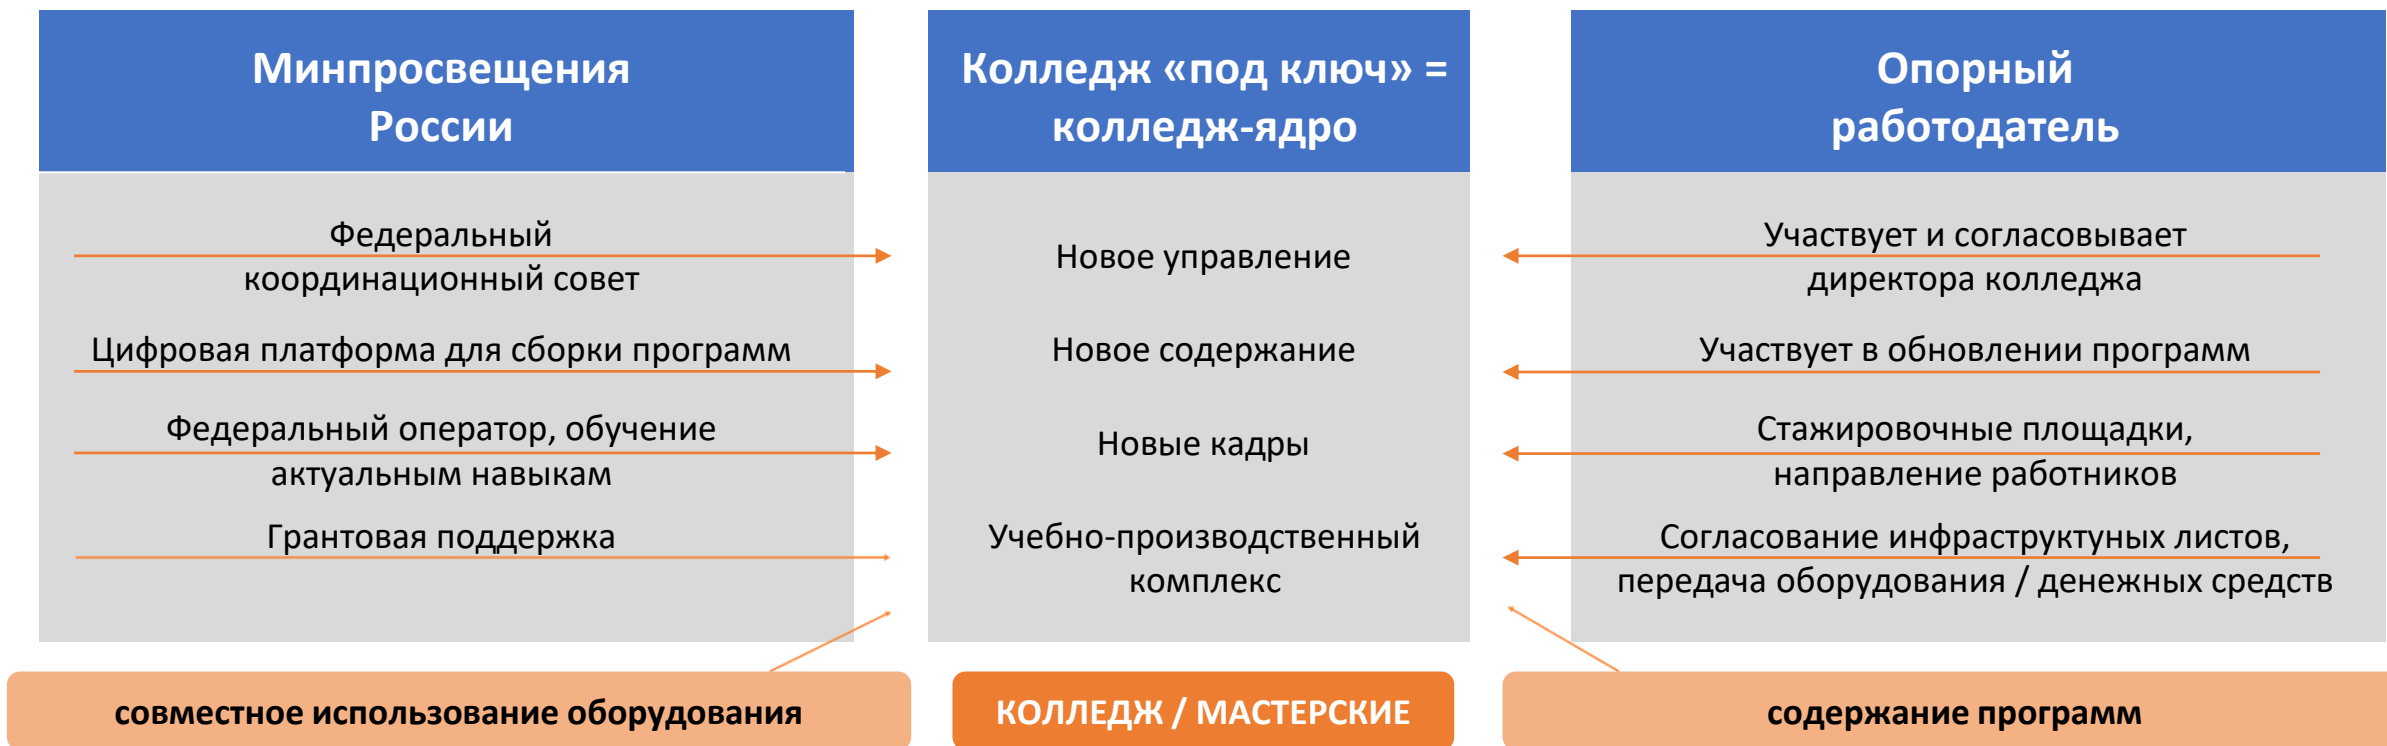 Минпросвещения
России
Федеральный
координационный совет
Цифровая платформа для сборки программ
Федеральный оператор, обучение
актуальным навыкам
Грантовая поддержка
Колледж «под ключ» =
колледж-ядро
Новое управление
Новое содержание
Новые кадры
Учебно-производственный
комплекс
Опорный
работодатель
Участвует и согласовывает
директора колледжа
Участвует в обновлении программ
Стажировочные площадки,
направление работников
Согласование инфраструктуных листов,
передача оборудования / денежных средств
совместное использование оборудования
КОЛЛЕДЖ / МАСТЕРСКИЕ
содержание программ